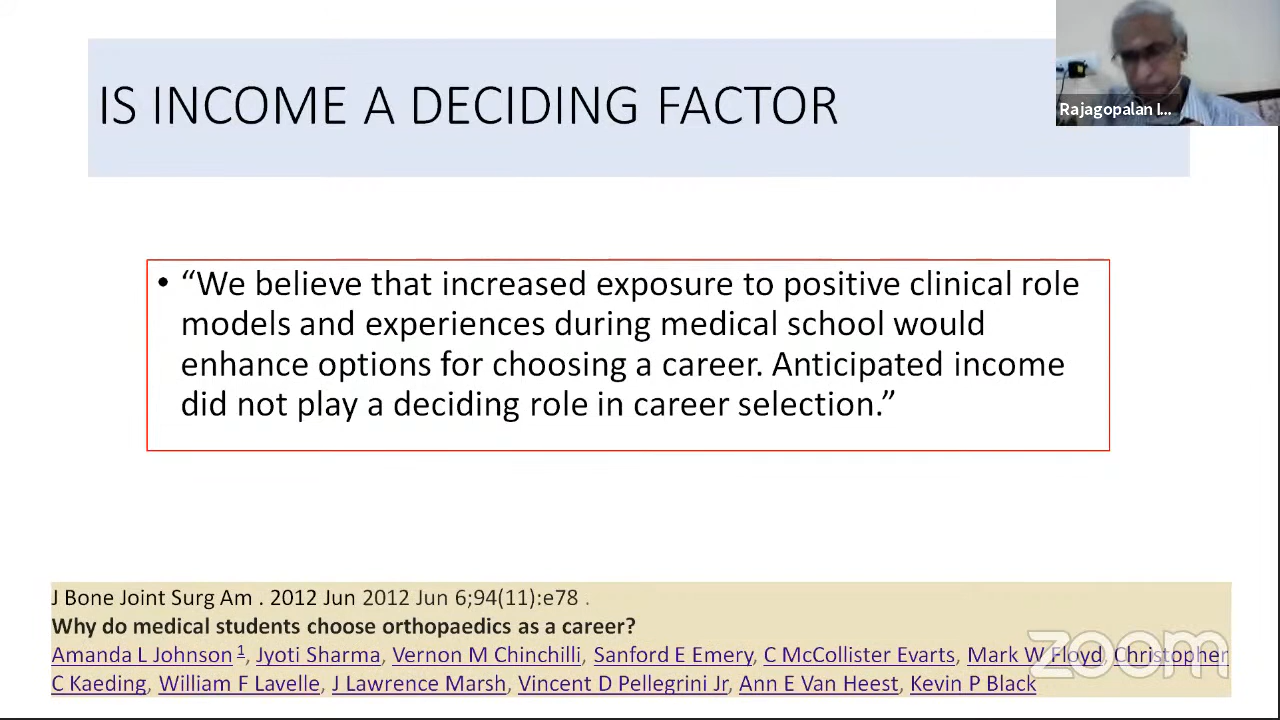 IS INCOME A DECIDING FACTOR
Rajagopalan I...
• “We believe that increased exposure to positive clinical role
models and experiences during medical school would
enhance options for choosing a career. Anticipated income
did not play a deciding role in career selection.”
J Bone Joint Surg Am . 2012 Jun 2012 Jun 6;94(11):e78 .
Why do medical students choose orthopaedics as a career?
Amanda L Johnson 1, Jyoti Sharma, Vernon M Chinchilli, Sanford E Emery, C McCollister Evarts, Mark W Floyd, Christopher
C Kaeding, William F Lavelle, J Lawrence Marsh, Vincent D Pellegrini Jr, Ann E Van Heest, Kevin P Black
zoom